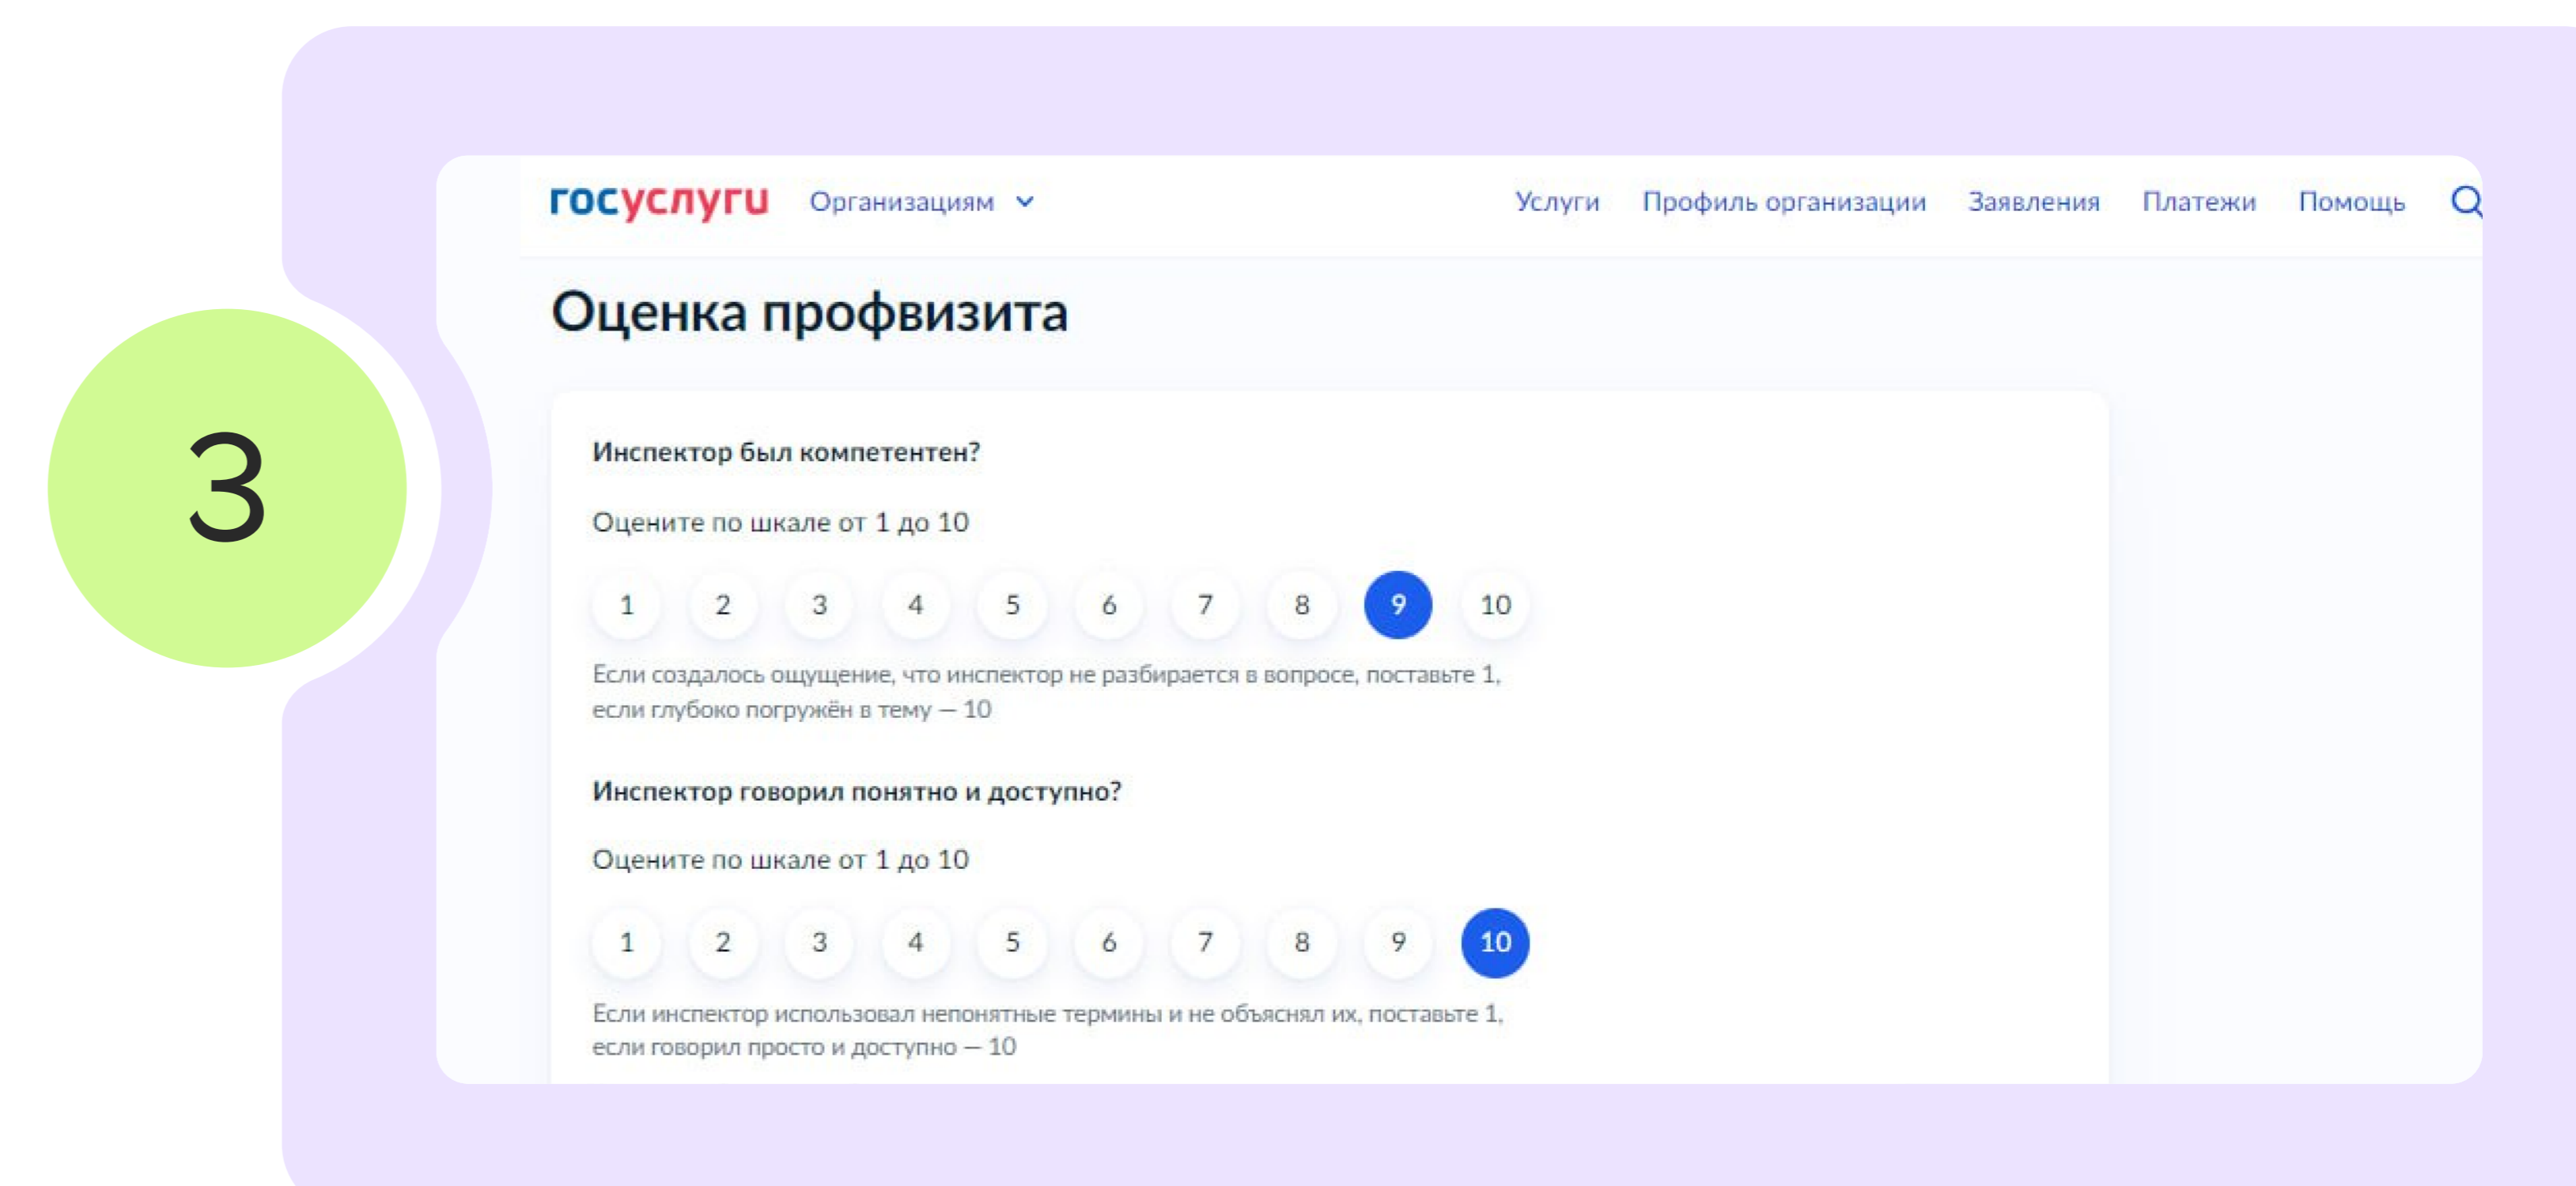 госуслуги Организациям Услуги Профиль организации Заявления Платежи Помощь
Оценка профвизита
3
Инспектор был компетентен?
Оцените по шкале от 1 до 10
1 2 3 4 5 6 7 8 9 10
Если создалось ощущение, что инспектор не разбирается в вопросе, поставьте 1,
если глубоко погружён в тему — 10
Инспектор говорил понятно и доступно?
Оцените по шкале от 1 до 10
1 2 3 4 5 6 7 8 9 10
Если инспектор использовал непонятные термины и не объяснял их, поставьте 1,
если говорил просто и доступно — 10